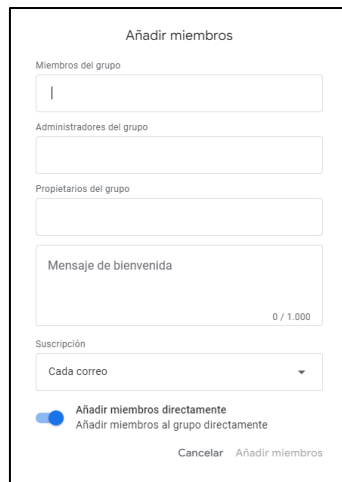 Añadir miembros
Miembros del grupo
Administradores del grupo
Propietarios del grupo
Mensaje de bienvenida
0 / 1.000
Suscripción
Cada correo
Añadir miembros directamente
Añadir miembros al grupo directamente
Cancelar Añadir miembros